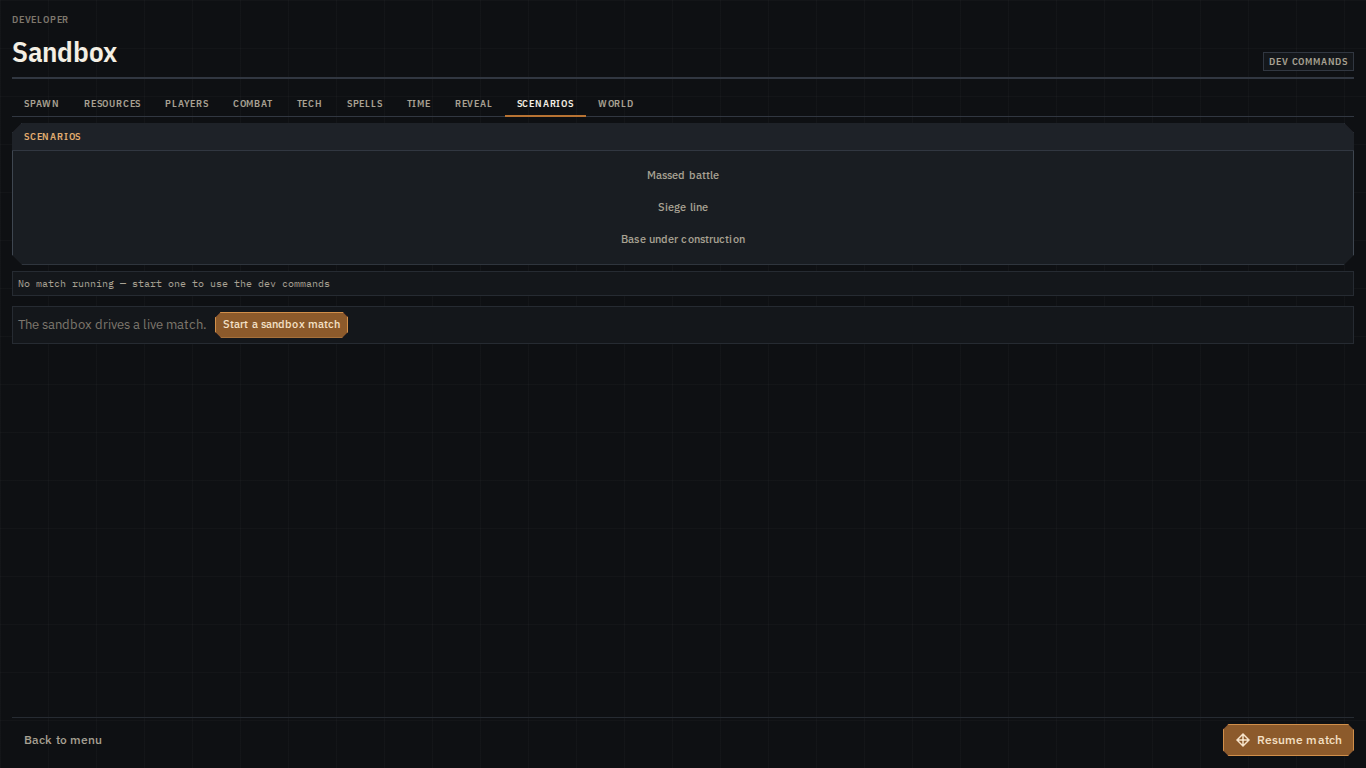 DEVELOPER
Sandbox
DEV COMMANDS
SPAWN RESOURCES PLAYERS COMBAT TECH SPELLS TIME REVEAL SCENARIOS WORLD
SCENARIOS
Massed battle
Siege line
Base under construction
No match running — start one to use the dev commands
The sandbox drives a live match. Start a sandbox match
Back to menu Resume match